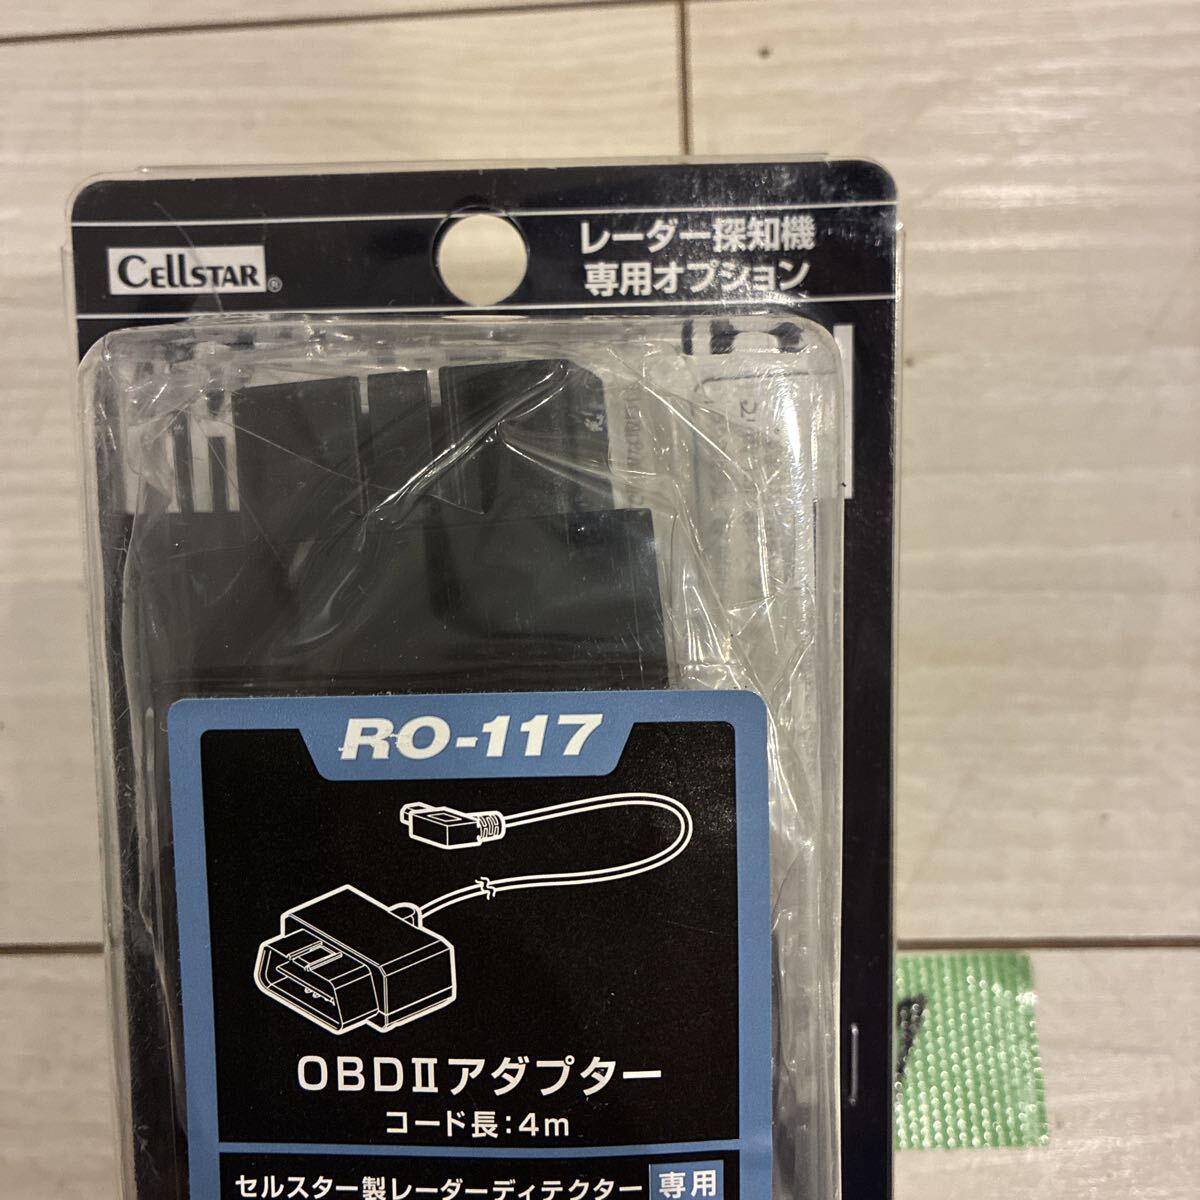 CELLSTAR®
レーダー探知機
専用オプション
RO-117
OBDⅡアダプター
コード長:4m
セルスター製レーダーディテクター 専用